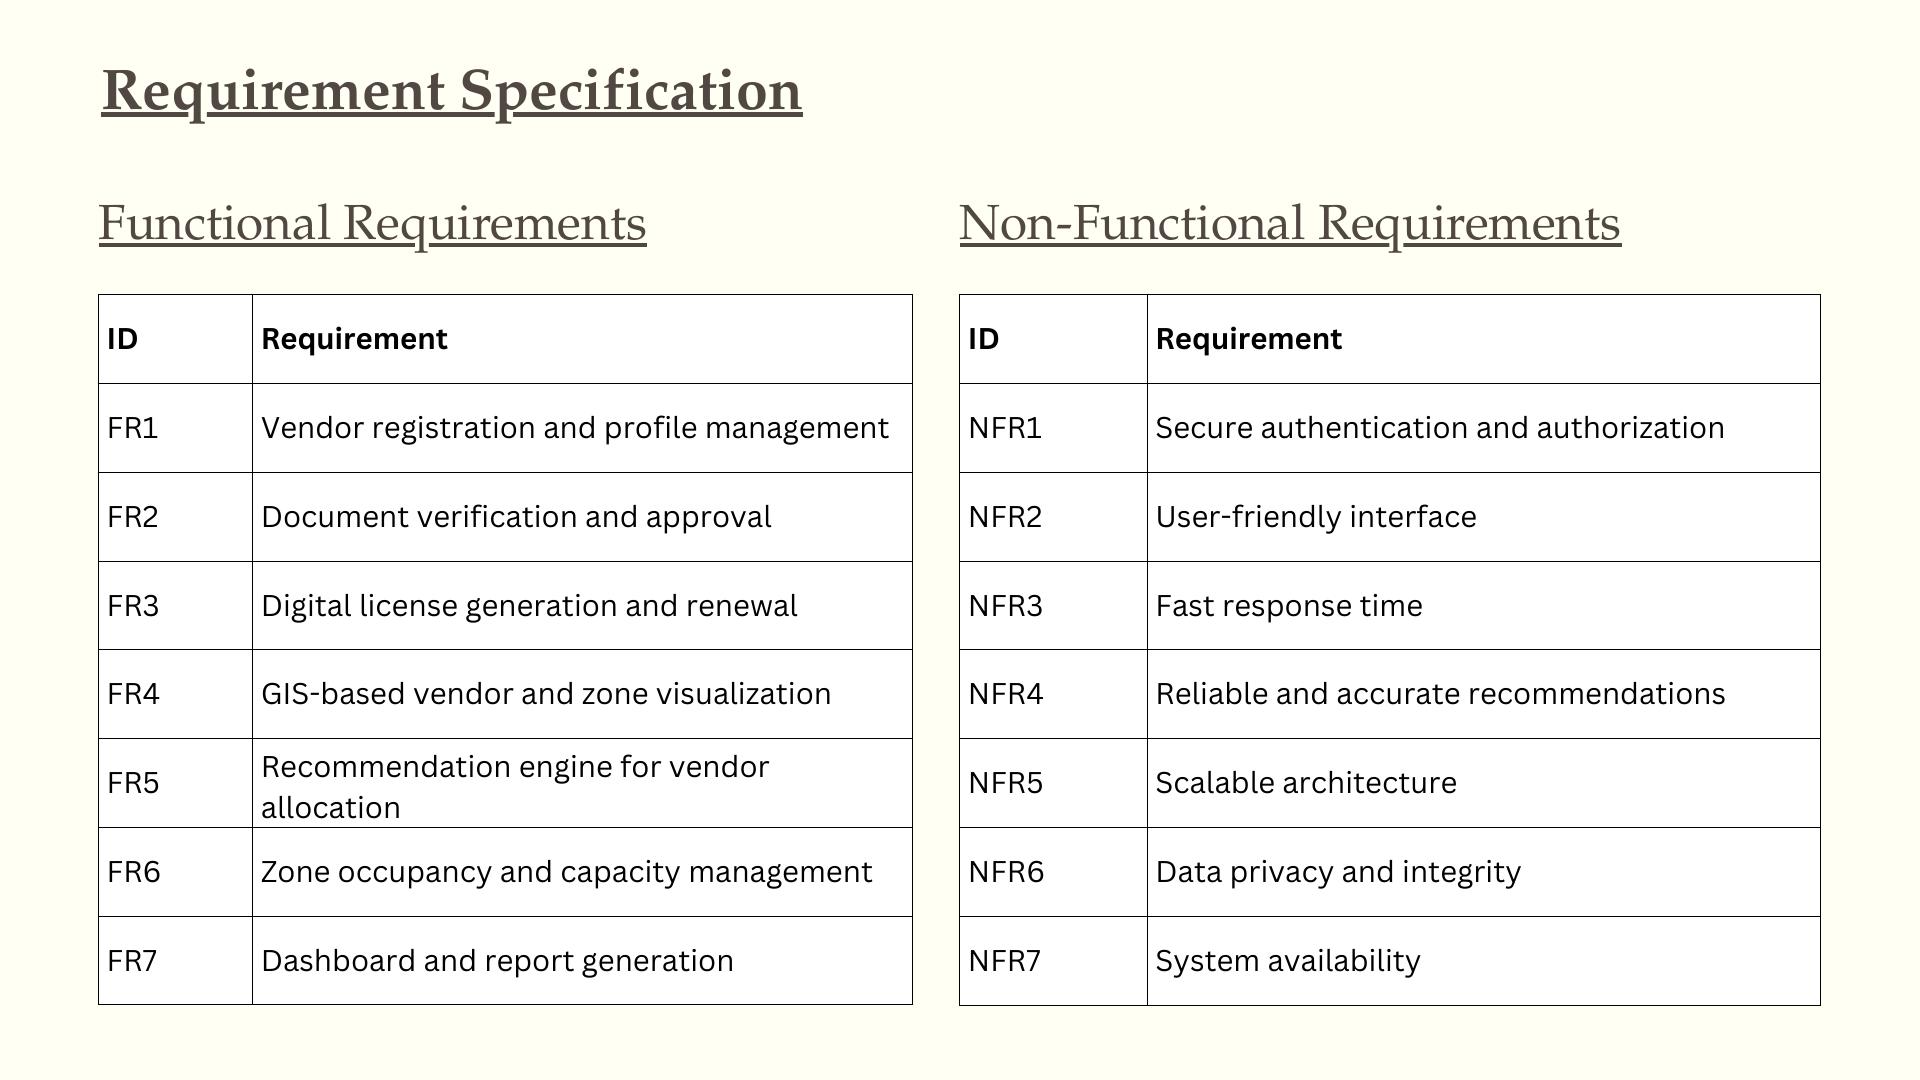 Requirement Specification
Functional Requirements
ID Requirement
FR1 Vendor registration and profile management
FR2 Document verification and approval
FR3 Digital license generation and renewal
FR4 GIS-based vendor and zone visualization
FR5 Recommendation engine for vendor
allocation
FR6 Zone occupancy and capacity management
FR7 Dashboard and report generation
Non-Functional Requirements
ID Requirement
NFR1 Secure authentication and authorization
NFR2 User-friendly interface
NFR3 Fast response time
NFR4 Reliable and accurate recommendations
NFR5 Scalable architecture
NFR6 Data privacy and integrity
NFR7 System availability